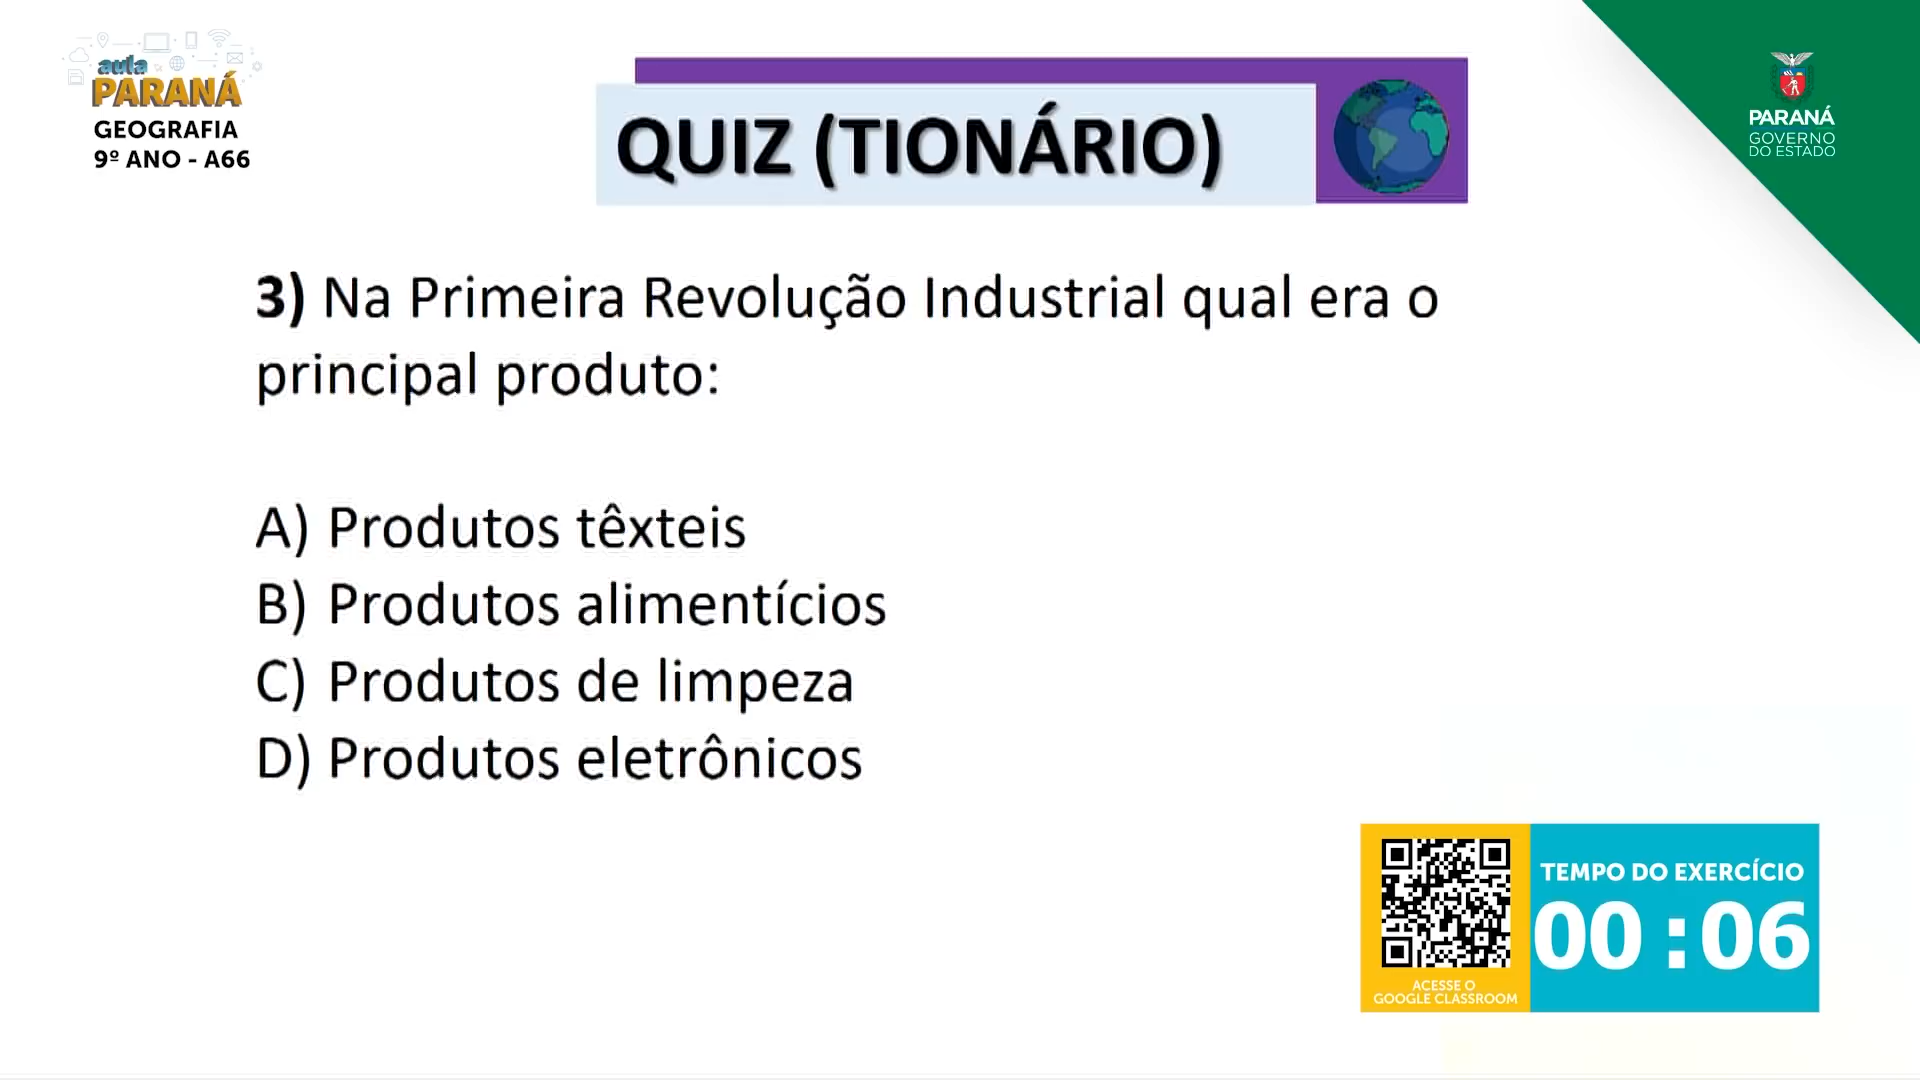 aula
PARANÁ
GEOGRAFIA
9º ANO - A66
QUIZ (TIONÁRIO)
PARANÁ
GOVERNO
DO ESTADO
3) Na Primeira Revolução Industrial qual era o
principal produto:
A) Produtos têxteis
B) Produtos alimentícios
C) Produtos de limpeza
D) Produtos eletrônicos
ACESSE O
GOOGLE CLASSROOM
TEMPO DO EXERCÍCIO
00 :06